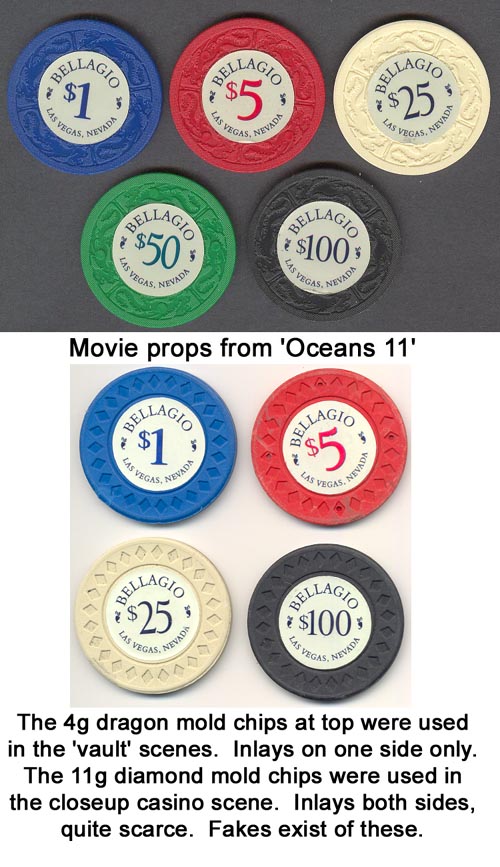 BELLAGIO
$1
LAS VEGAS, NEVADA
BELLAGIO
$5
LAS VEGAS, NEVADA
BELLAGIO
$25
LAS VEGAS, NEVADA
BELLAGIO
$50
LAS VEGAS, NEVADA
BELLAGIO
$100
LAS VEGAS, NEVADA
Movie props from 'Oceans 11'
BELLAGIO
$1
LAS VEGAS, NEVADA
BELLAGIO
$5
LAS VEGAS, NEVADA
BELLAGIO
$25
LAS VEGAS, NEVADA
BELLAGIO
$100
LAS VEGAS, NEVADA
The 4g dragon mold chips at top were used
in the 'vault' scenes.  Inlays on one side only.
The 11g diamond mold chips were used in
the closeup casino scene.  Inlays both sides,
quite scarce.  Fakes exist of these.